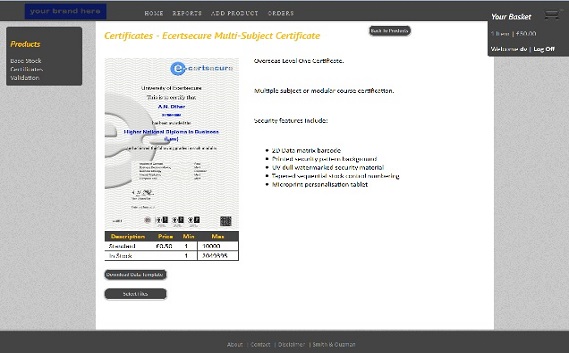 your brand here
HOME REPORTS ADD PRODUCT ORDERS
Your Basket
1 Item | £50.00
Welcome dv | Log Off
Products
Base Stock
Certificates
Validation
Certificates - Ecertsecure Multi-Subject Certificate
Back To Products
e-certsecure
University of Ecertsecure
This is to certify that
A.N. Other
has been awarded the
Higher National Diploma in Business
Overseas Level One Certificate.
Multiple subject or modular course certification.
Security features include:
2D Data matrix barcode
Printed security pattern background
UV dull watermarked security material
Tapered sequential stock control numbering
Microprint personalisation tablet
Description Price Min Max
Standard £0.50 1 10000
In Stock 1 2049595
Download Data Template
Select Files
About | Contact | Disclaimer | Smith & Ouzman